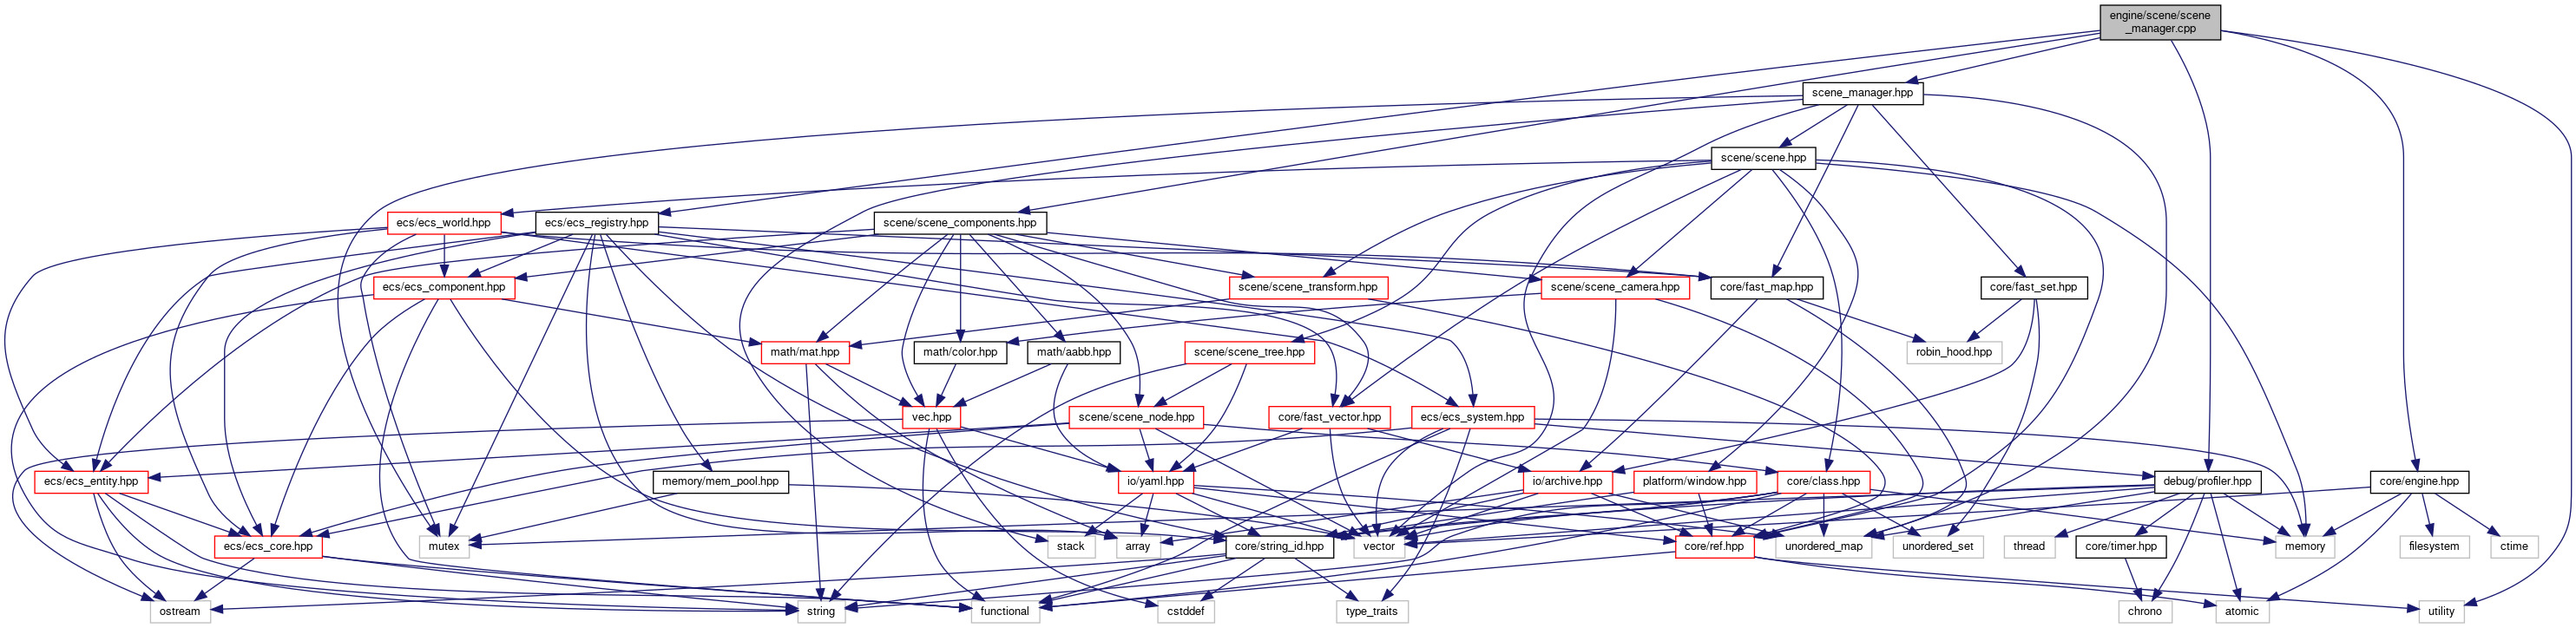 engine/scene/scene
_manager.cpp
scene_manager.hpp
scene/scene.hpp
ecs/ecs_world.hpp
ecs/ecs_registry.hpp
scene/scene_components.hpp
ecs/ecs_component.hpp
scene/scene_transform.hpp
scene/scene_camera.hpp
core/fast_map.hpp
core/fast_set.hpp
math/mat.hpp
math/color.hpp
math/aabb.hpp
scene/scene_tree.hpp
robin_hood.hpp
vec.hpp
scene/scene_node.hpp
core/fast_vector.hpp
ecs/ecs_system.hpp
ecs/ecs_entity.hpp
memory/mem_pool.hpp
io/yaml.hpp
io/archive.hpp
platform/window.hpp
core/class.hpp
debug/profiler.hpp
core/engine.hpp
ecs/ecs_core.hpp
mutex
stack
array
core/string_id.hpp
vector
core/ref.hpp
unordered_map
unordered_set
thread
core/timer.hpp
memory
filesystem
ctime
ostream
string
functional
cstddef
type_traits
chrono
atomic
utility